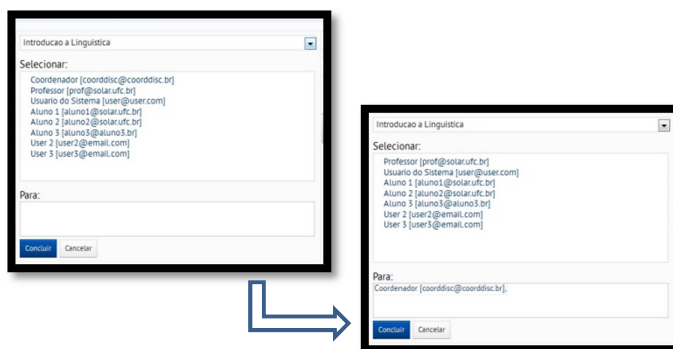 Introducao a Linguistica
Selecionar:
Coordenador [coorddisc@coorddisc.br]
Professor [prof@solar.ufc.br]
Usuario do Sistema [user@user.com]
Aluno 1 [aluno1@solar.ufc.br]
Aluno 2 [aluno2@solar.ufc.br]
Aluno 3 [aluno3@aluno3.br]
User 2 [user2@email.com]
User 3 [user3@email.com]
Para:
Concluir Cancelar
Introducao a Linguistica
Selecionar:
Professor [prof@solar.ufc.br]
Usuario do Sistema [user@user.com]
Aluno 1 [aluno1@solar.ufc.br]
Aluno 2 [aluno2@solar.ufc.br]
Aluno 3 [aluno3@aluno3.br]
User 2 [user2@email.com]
User 3 [user3@email.com]
Para:
Coordenador [coorddisc@coorddisc.br],
Concluir Cancelar